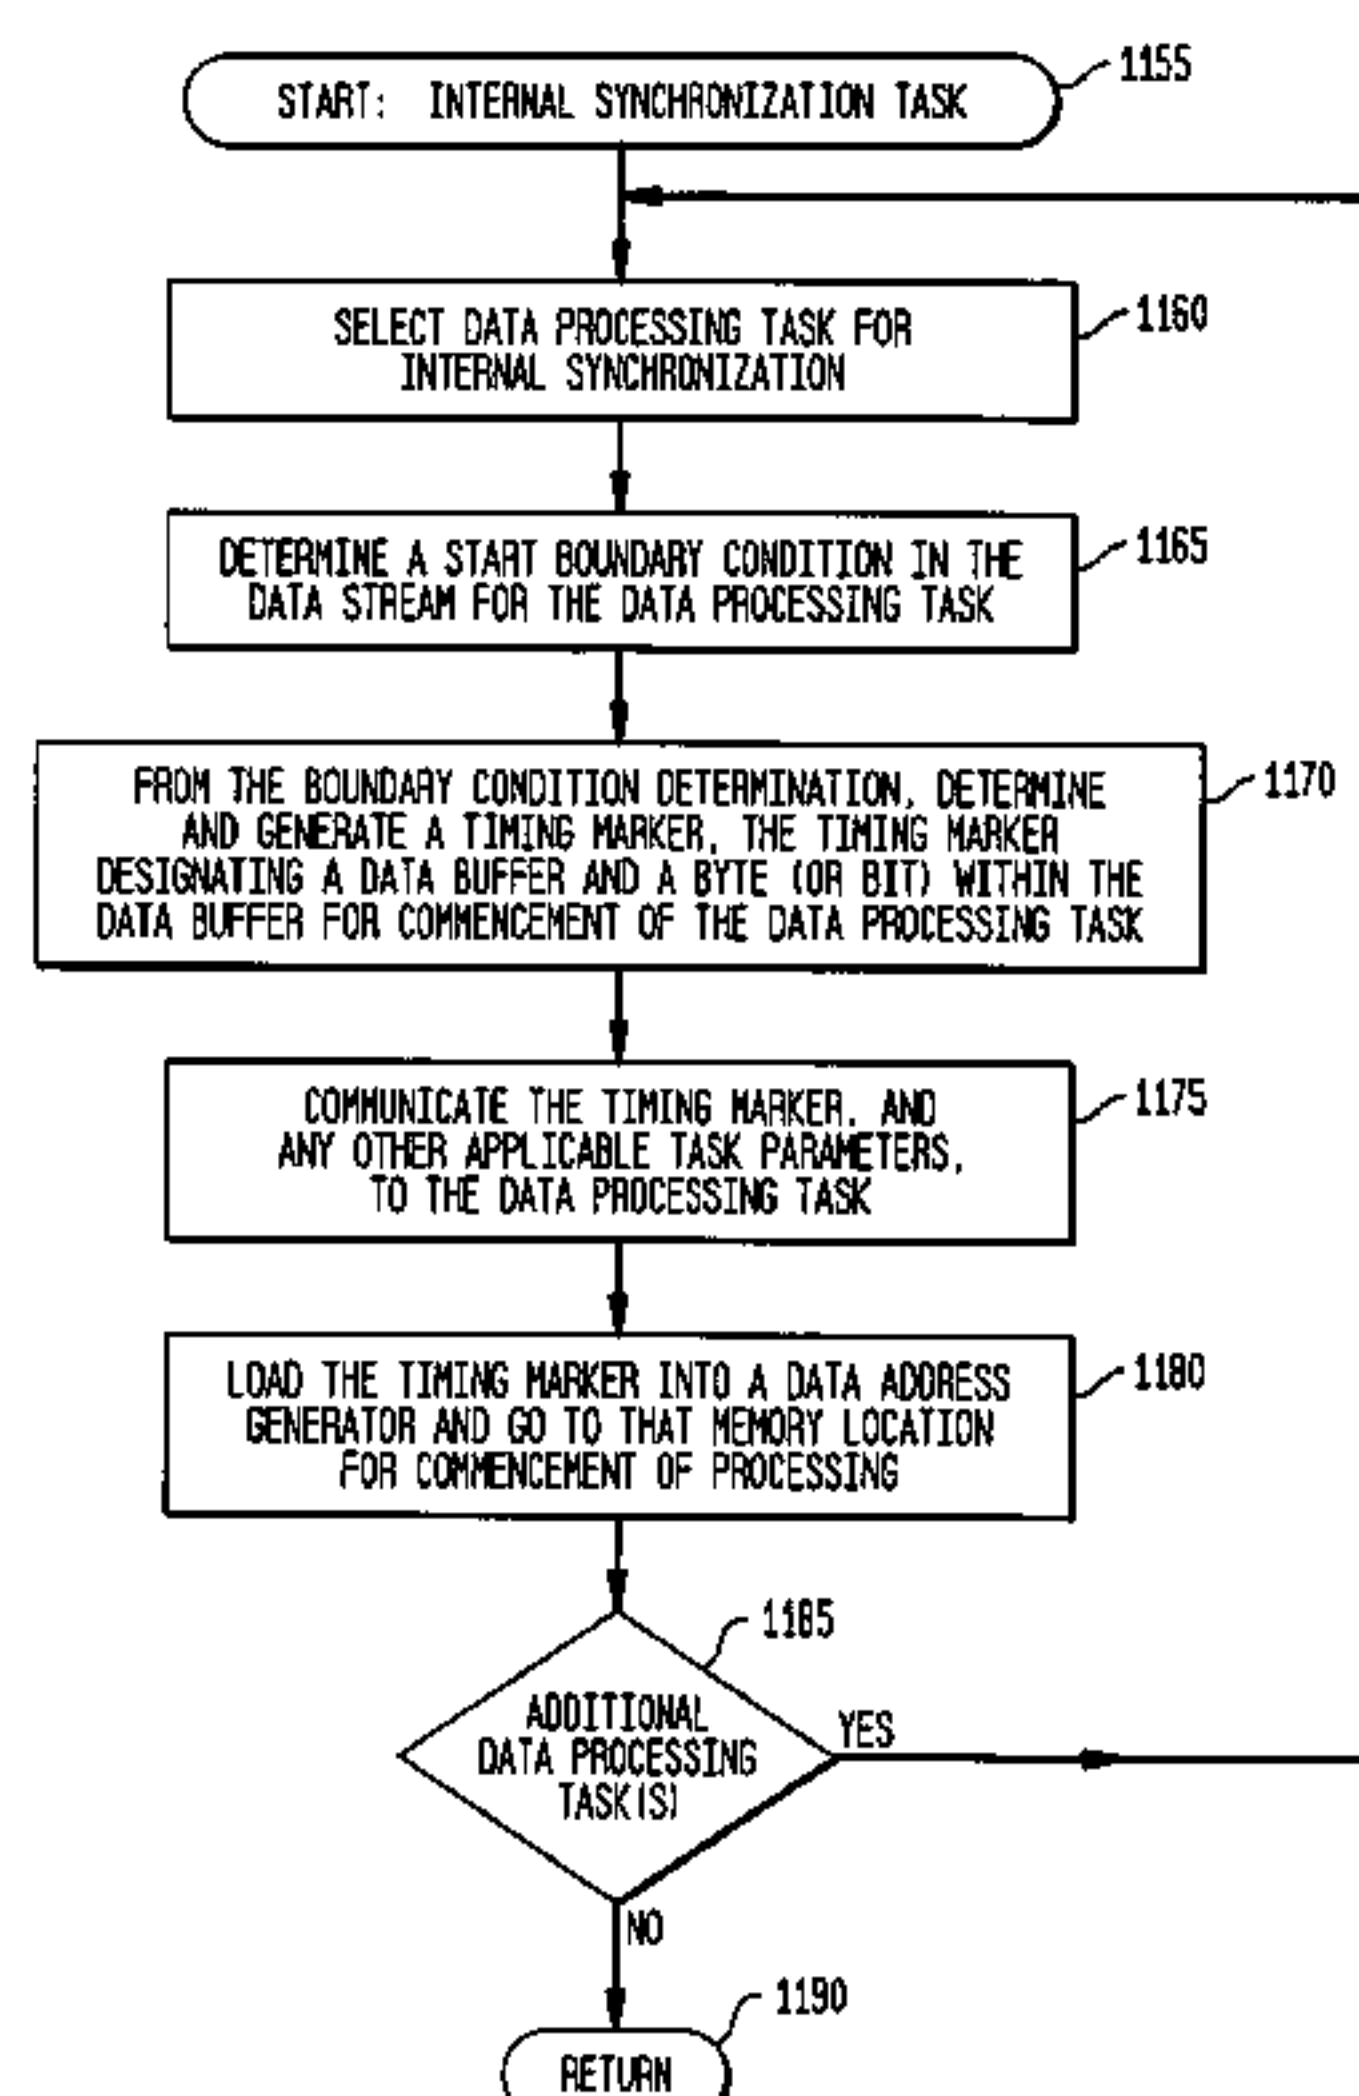 START: INTERNAL SYNCHRONIZATION TASK
1155
SELECT DATA PROCESSING TASK FOR
INTERNAL SYNCHRONIZATION
1160
DETERMINE A START BOUNDARY CONDITION IN THE
DATA STREAM FOR THE DATA PROCESSING TASK
1165
FROM THE BOUNDARY CONDITION DETERMINATION, DETERMINE
AND GENERATE A TIMING MARKER, THE TIMING MARKER
DESIGNATING A DATA BUFFER AND A BYTE (OR BIT) WITHIN THE
DATA BUFFER FOR COMMENCEMENT OF THE DATA PROCESSING TASK
1170
COMMUNICATE THE TIMING MARKER, AND
ANY OTHER APPLICABLE TASK PARAMETERS,
TO THE DATA PROCESSING TASK
1175
LOAD THE TIMING MARKER INTO A DATA ADDRESS
GENERATOR AND GO TO THAT MEMORY LOCATION
FOR COMMENCEMENT OF PROCESSING
1180
1185
ADDITIONAL
DATA PROCESSING
TASK(S)
YES
NO
1190
RETURN